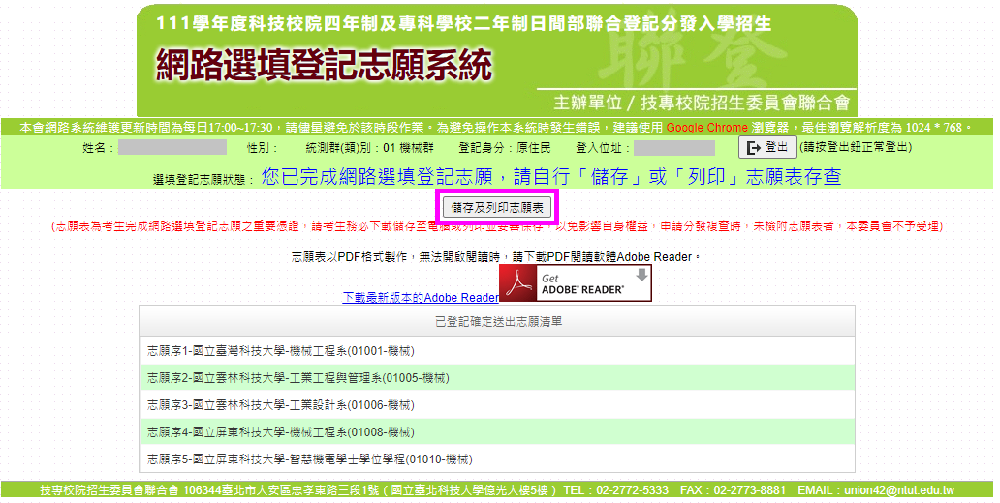 111學年度科技校院四年制及專科學校二年制日間部聯合登記分發入學招生
聯登
網路選填登記志願系統
主辦單位 / 技專校院招生委員會聯合會
本會網路系統維護更新時間為每日17:00~17:30，請儘量避免於該時段作業。為避免操作本系統時發生錯誤，建議使用 Google Chrome 瀏覽器，最佳瀏覽解析度為 1024 * 768。
姓名： 性別： 統測群(類)別：01 機械群 登記身分：原住民 登入位址： 登出 (請按登出鈕正常登出)
選填登記志願狀態： 您已完成網路選填登記志願，請自行「儲存」或「列印」志願表存查
儲存及列印志願表
(志願表為考生完成網路選填登記志願之重要憑證，請考生務必下載儲存至電腦或列印並妥善保存，以免影響自身權益，申請分發複查時，未檢附志願表者，本委員會不予受理)
志願表以PDF格式製作，無法開啟閱讀時，請下載PDF閱讀軟體Adobe Reader。
下載最新版本的Adobe Reader Get
ADOBE® READER®
已登記確定送出志願清單
志願序1-國立臺灣科技大學-機械工程系(01001-機械)
志願序2-國立雲林科技大學-工業工程與管理系(01005-機械)
志願序3-國立雲林科技大學-工業設計系(01006-機械)
志願序4-國立屏東科技大學-機械工程系(01008-機械)
志願序5-國立屏東科技大學-智慧機電學士學位學程(01010-機械)
技專校院招生委員會聯合會 106344臺北市大安區忠孝東路三段1號（國立臺北科技大學億光大樓5樓） TEL：02-2772-5333 FAX：02-2773-8881 EMAIL：union42@ntut.edu.tw